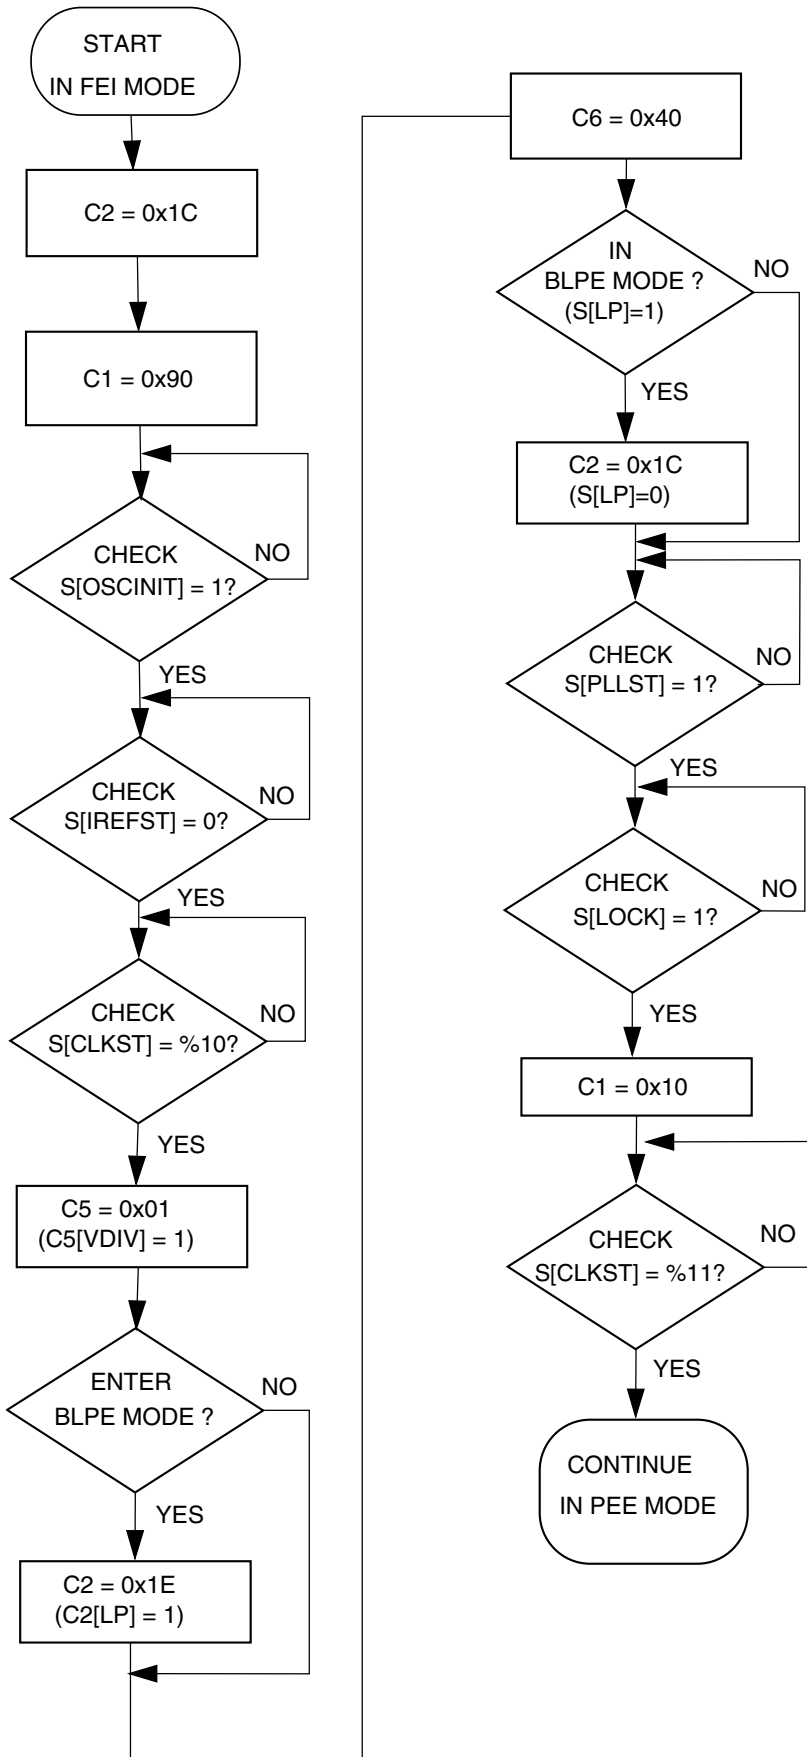 START
IN FEI MODE
C2 = 0x1C
C1 = 0x90
CHECK
S[OSCINIT] = 1?
NO
YES
CHECK
S[IREFST] = 0?
NO
YES
CHECK
S[CLKST] = %10?
NO
YES
C5 = 0x01
(C5[VDIV] = 1)
ENTER
BLPE MODE ?
NO
YES
C2 = 0x1E
(C2[LP] = 1)
C6 = 0x40
IN
BLPE MODE ?
(S[LP]=1)
NO
YES
C2 = 0x1C
(S[LP]=0)
CHECK
S[PLLST] = 1?
NO
YES
CHECK
S[LOCK] = 1?
NO
YES
C1 = 0x10
CHECK
S[CLKST] = %11?
NO
YES
CONTINUE
IN PEE MODE